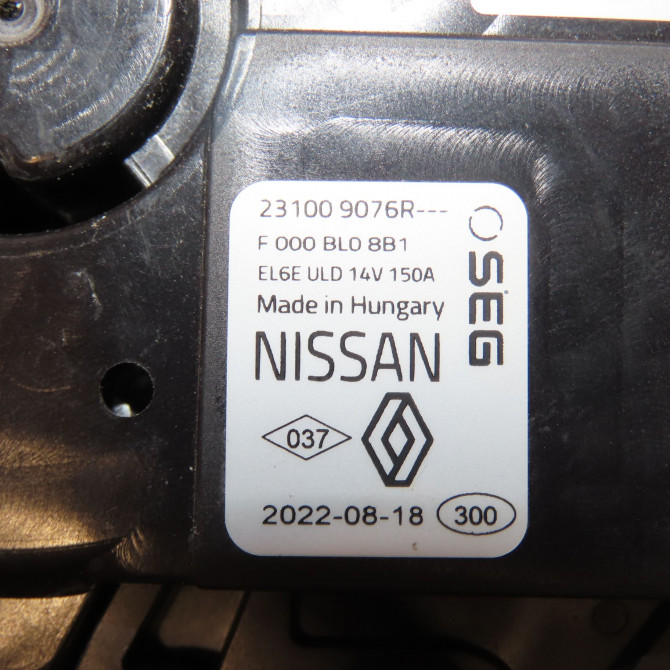 23100 9076R---
F 000 BL0 8B1
EL6E ULD 14V 150A
Made in Hungary
NISSAN
037
2022-08-18 300
SEG